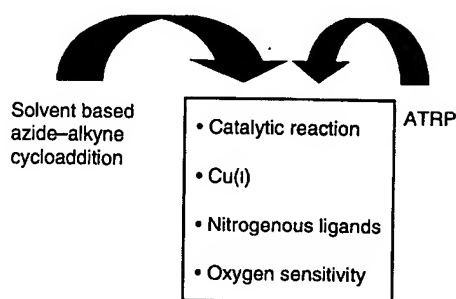 Solvent based
azide–alkyne
cycloaddition
ATRP
• Catalytic reaction
• Cu(I)
• Nitrogenous ligands
• Oxygen sensitivity